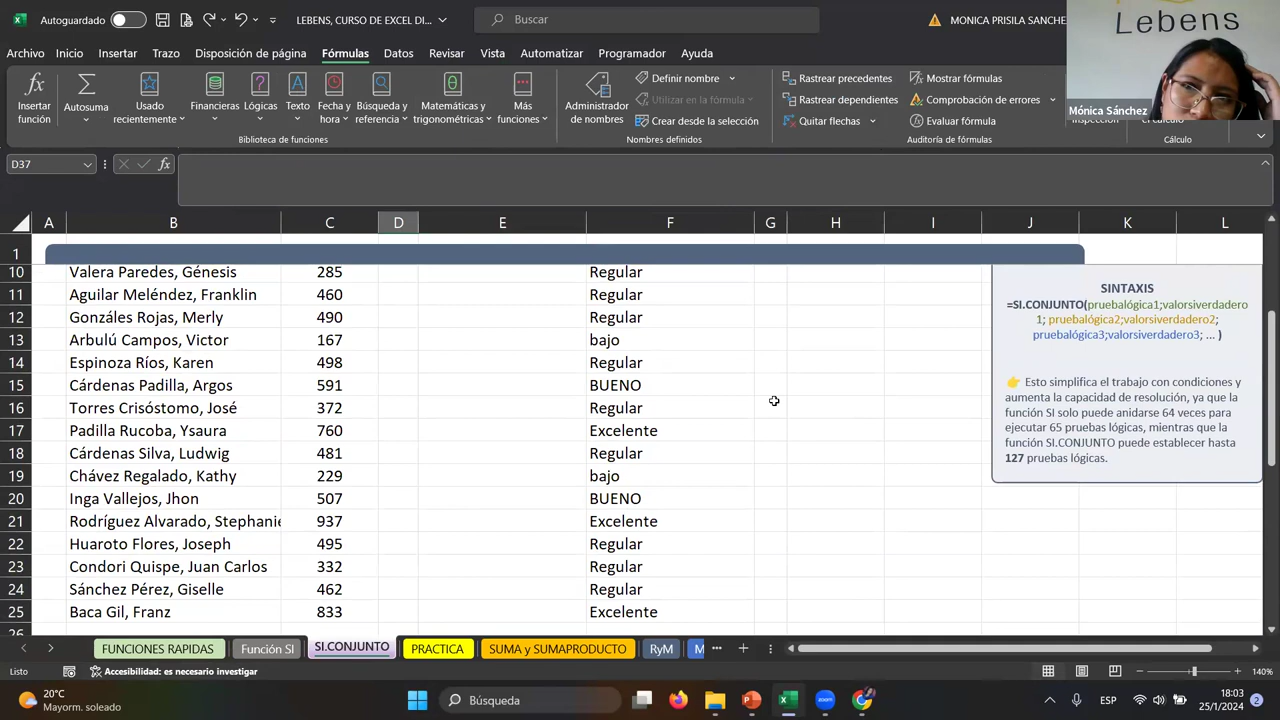 Autoguardado
LEBENS, CURSO DE EXCEL DI...
Buscar
MONICA PRISILA SANCHE
Lebens
Mónica Sánchez
Archivo Inicio Insertar Trazo Disposición de página Fórmulas Datos Revisar Vista Automatizar Programador Ayuda
Insertar función
Autosuma
Usado recientemente
Financieras
Lógicas
Texto
Fecha y hora
Búsqueda y referencia
Matemáticas y trigonométricas
Más funciones
Biblioteca de funciones
Administrador de nombres
Definir nombre
Utilizar en la fórmula
Crear desde la selección
Nombres definidos
Rastrear precedentes
Rastrear dependientes
Quitar flechas
Mostrar fórmulas
Comprobación de errores
Evaluar fórmula
Auditoría de fórmulas
Inspección
el cálculo
Cálculo
D37
A B C D E F G H I J K L
1
10 Valera Paredes, Génesis 285 Regular
11 Aguilar Meléndez, Franklin 460 Regular
12 Gonzáles Rojas, Merly 490 Regular
13 Arbulú Campos, Victor 167 bajo
14 Espinoza Ríos, Karen 498 Regular
15 Cárdenas Padilla, Argos 591 BUENO
16 Torres Crisóstomo, José 372 Regular
17 Padilla Rucoba, Ysaura 760 Excelente
18 Cárdenas Silva, Ludwig 481 Regular
19 Chávez Regalado, Kathy 229 bajo
20 Inga Vallejos, Jhon 507 BUENO
21 Rodríguez Alvarado, Stephanie 937 Excelente
22 Huaroto Flores, Joseph 495 Regular
23 Condori Quispe, Juan Carlos 332 Regular
24 Sánchez Pérez, Giselle 462 Regular
25 Baca Gil, Franz 833 Excelente
26
SINTAXIS
=SI.CONJUNTO(pruebalógica1;valorsiverdadero
1; pruebalógica2;valorsiverdadero2;
pruebalógica3;valorsiverdadero3; ... )
👉 Esto simplifica el trabajo con condiciones y
aumenta la capacidad de resolución, ya que la
función SI solo puede anidarse 64 veces para
ejecutar 65 pruebas lógicas, mientras que la
función SI.CONJUNTO puede establecer hasta
127 pruebas lógicas.
FUNCIONES RAPIDAS Función SI SI.CONJUNTO PRACTICA SUMA y SUMAPRODUCTO RyM M
Listo
Accesibilidad: es necesario investigar
140%
20°C
Mayorm. soleado
Búsqueda
ESP
18:03
25/1/2024
2